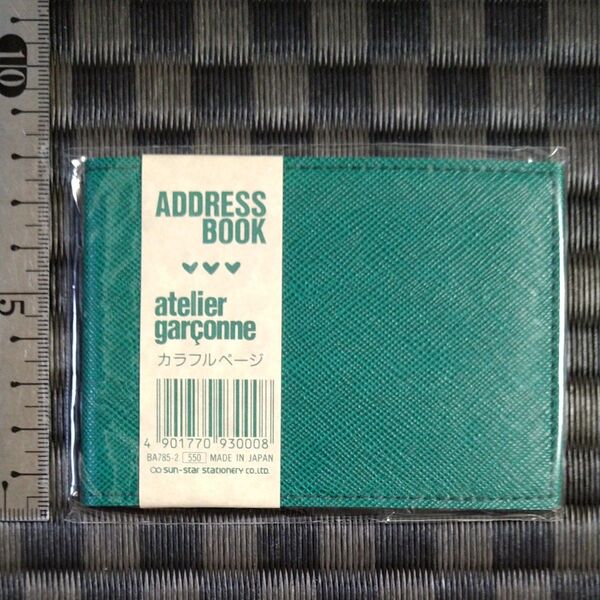 10
5
ADDRESS
BOOK
atelier
garçonne
カラフルページ
4 901770 930008
BA785-2 550 MADE IN JAPAN
sun-star stationery co.,ltd.